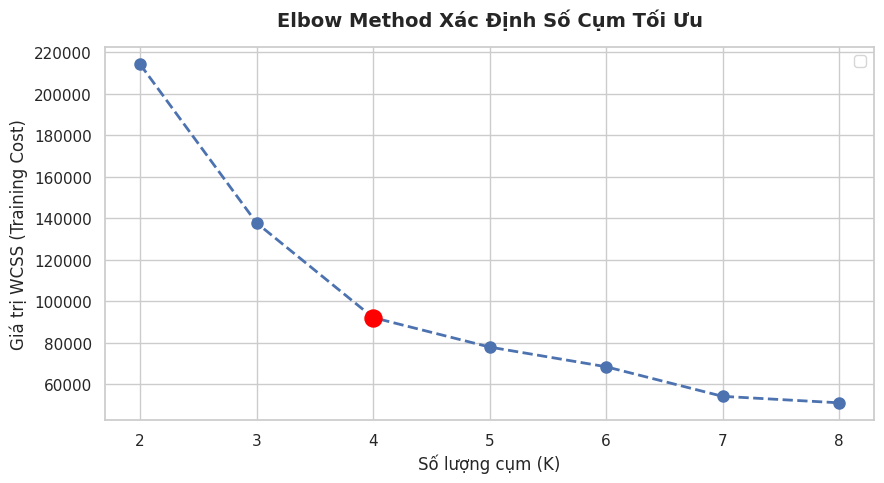 Elbow Method Xác Định Số Cụm Tối Ưu
Giá trị WCSS (Training Cost)
220000
200000
180000
160000
140000
120000
100000
80000
60000
2 3 4 5 6 7 8
Số lượng cụm (K)